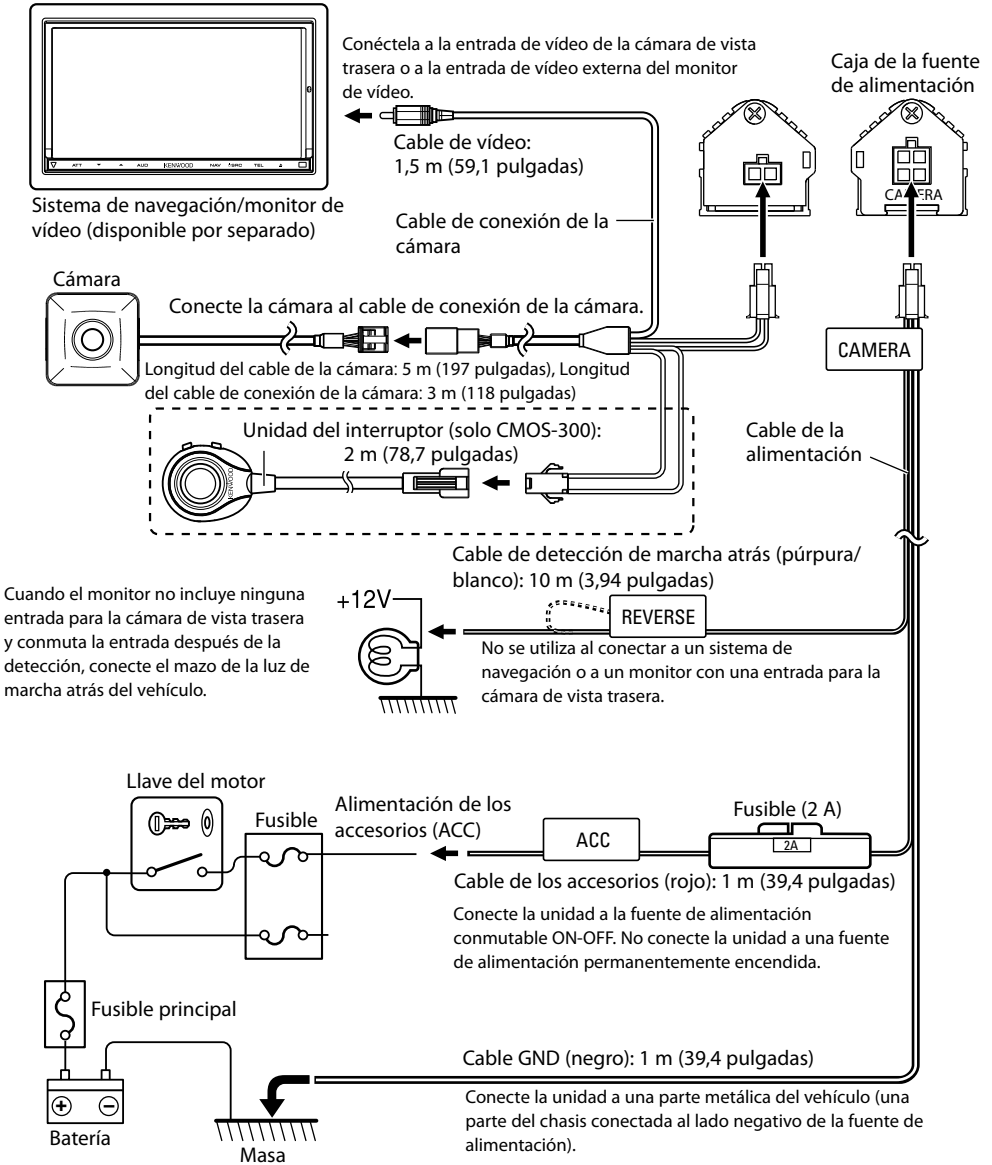 Conéctela a la entrada de vídeo de la cámara de vista
trasera o a la entrada de vídeo externa del monitor
de vídeo.
Caja de la fuente
de alimentación
Cable de vídeo:
1,5 m (59,1 pulgadas)
ATT
AUD
KENWOOD
NAV
SRC
TEL
CAMERA
Sistema de navegación/monitor de
vídeo (disponible por separado)
Cable de conexión de la
cámara
Cámara
Conecte la cámara al cable de conexión de la cámara.
CAMERA
Longitud del cable de la cámara: 5 m (197 pulgadas), Longitud
del cable de conexión de la cámara: 3 m (118 pulgadas)
Unidad del interruptor (solo CMOS-300):
2 m (78,7 pulgadas)
KENWOOD
Cable de la
alimentación
Cable de detección de marcha atrás (púrpura/
blanco): 10 m (3,94 pulgadas)
Cuando el monitor no incluye ninguna
entrada para la cámara de vista trasera
y conmuta la entrada después de la
detección, conecte el mazo de la luz de
marcha atrás del vehículo.
+12V
REVERSE
No se utiliza al conectar a un sistema de
navegación o a un monitor con una entrada para la
cámara de vista trasera.
Llave del motor
Fusible
Alimentación de los
accesorios (ACC)
ACC
Fusible (2 A)
2A
Cable de los accesorios (rojo): 1 m (39,4 pulgadas)
Conecte la unidad a la fuente de alimentación
conmutable ON-OFF. No conecte la unidad a una fuente
de alimentación permanentemente encendida.
Fusible principal
Cable GND (negro): 1 m (39,4 pulgadas)
Conecte la unidad a una parte metálica del vehículo (una
parte del chasis conectada al lado negativo de la fuente de
alimentación).
Batería
Masa